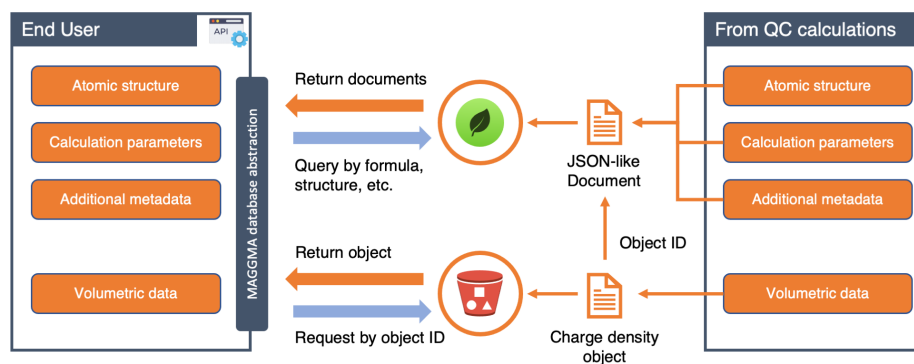 End User
API
Atomic structure
Calculation parameters
Additional metadata
Volumetric data
MAGGMA database abstraction
Return documents
Query by formula,
structure, etc.
Return object
Request by object ID
JSON-like
Document
Object ID
Charge density
object
From QC calculations
Atomic structure
Calculation parameters
Additional metadata
Volumetric data